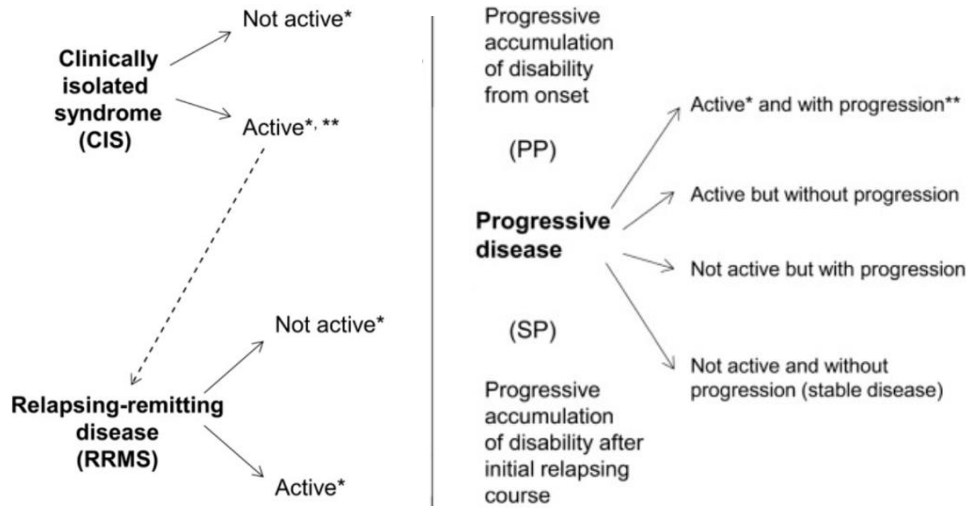 Not active*
Clinically
isolated
syndrome
(CIS)
Active*, **
Not active*
Relapsing-remitting
disease
(RRMS)
Active*
Progressive
accumulation
of disability
from onset
(PP)
Active* and with progression**
Active but without progression
Progressive
disease
Not active but with progression
(SP)
Not active and without
progression (stable disease)
Progressive
accumulation
of disability after
initial relapsing
course